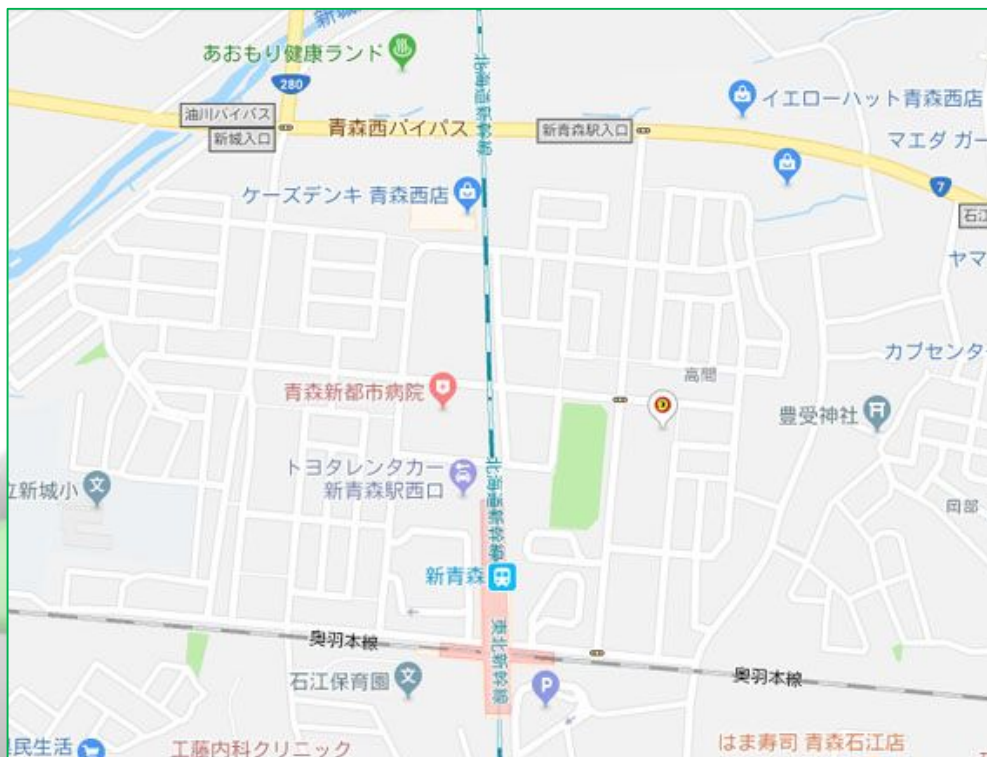 新城
あおもり健康ランド
280
北海道新幹線
イエローハット青森西店
油川バイパス
新城入口
青森西バイパス
新青森駅入口
マエダ ガー
7
ケーズデンキ 青森西店
石江
ヤマ
カブセンタ
高間
青森新都市病院
豊受神社
トヨタレンタカー
新青森駅西口
立新城小
文
北海道新幹線
岡部
新青森
東北新幹線
奥羽本線
奥羽本線
石江保育園
文
P
民生活
工藤内科クリニック
はま寿司 青森石江店